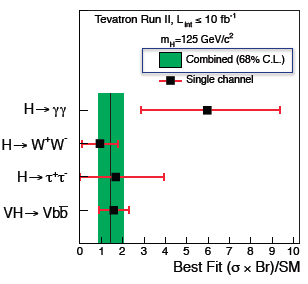 Tevatron Run II, L_int ≤ 10 fb⁻¹
m_H=125 GeV/c²
Combined (68% C.L.)
Single channel
H→γγ
H→W⁺W⁻
H→τ⁺τ⁻
VH→Vbb̅
0 1 2 3 4 5 6 7 8 9 10
Best Fit (σ × Br)/SM